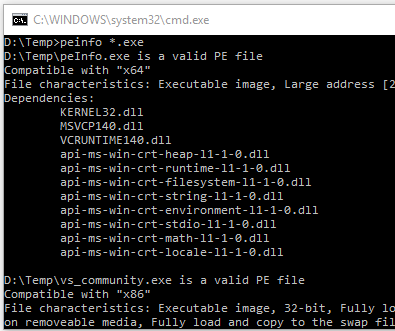 C:\WINDOWS\system32\cmd.exe
D:\Temp>peinfo *.exe
D:\Temp\peInfo.exe is a valid PE file
Compatible with "x64"
File characteristics: Executable image, Large address [2
Dependencies:
KERNEL32.dll
MSVCP140.dll
VCRUNTIME140.dll
api-ms-win-crt-heap-l1-1-0.dll
api-ms-win-crt-runtime-l1-1-0.dll
api-ms-win-crt-filesystem-l1-1-0.dll
api-ms-win-crt-string-l1-1-0.dll
api-ms-win-crt-environment-l1-1-0.dll
api-ms-win-crt-stdio-l1-1-0.dll
api-ms-win-crt-math-l1-1-0.dll
api-ms-win-crt-locale-l1-1-0.dll
D:\Temp\vs_community.exe is a valid PE file
Compatible with "x86"
File characteristics: Executable image, 32-bit, Fully lo
on removeable media, Fully load and copy to the swap fil